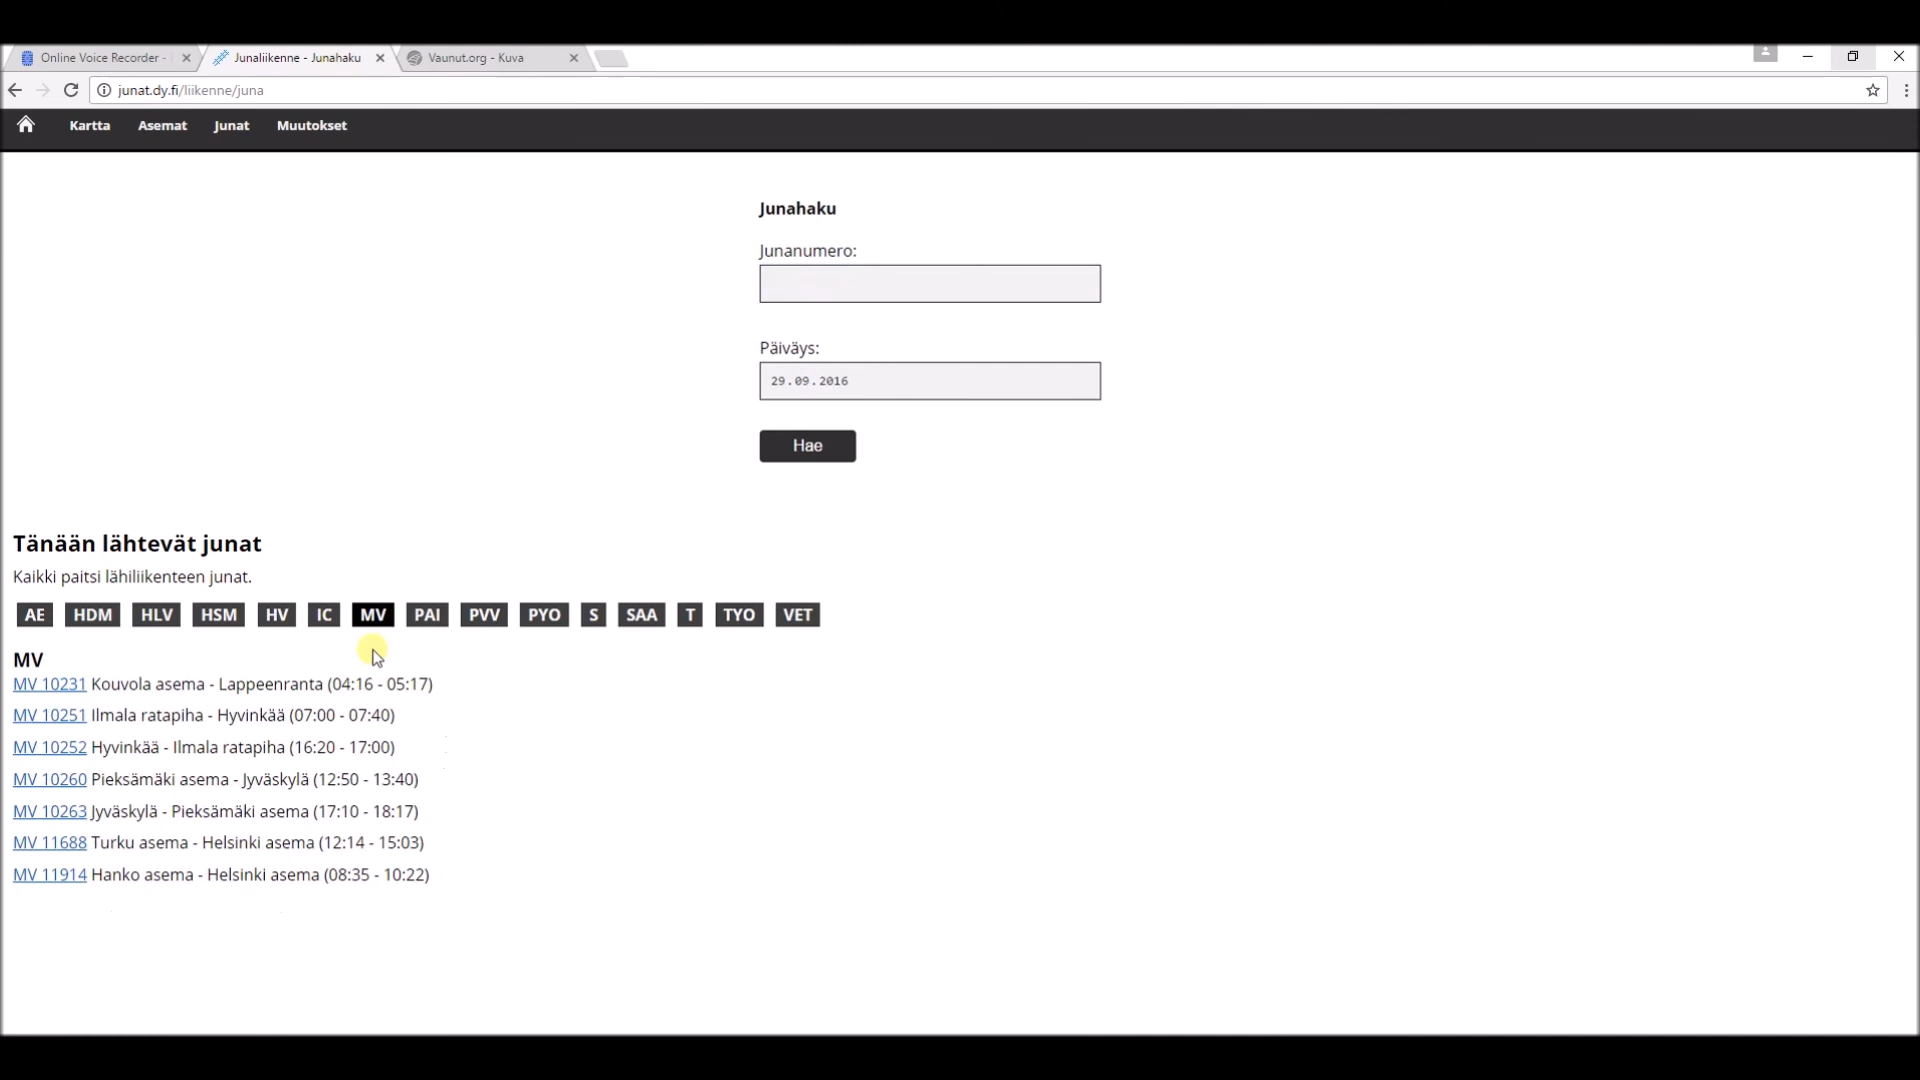 Online Voice Recorder -
Junaliikenne - Junahaku
Vaunut.org - Kuva
junat.dy.fi/liikenne/juna
Kartta Asemat Junat Muutokset
Junahaku
Junanumero:
Päiväys:
29.09.2016
Hae
Tänään lähtevät junat
Kaikki paitsi lähiliikenteen junat.
AE HDM HLV HSM HV IC MV PAI PVV PYO S SAA T TYO VET
MV
MV 10231 Kouvola asema - Lappeenranta (04:16 - 05:17)
MV 10251 Ilmala ratapiha - Hyvinkää (07:00 - 07:40)
MV 10252 Hyvinkää - Ilmala ratapiha (16:20 - 17:00)
MV 10260 Pieksämäki asema - Jyväskylä (12:50 - 13:40)
MV 10263 Jyväskylä - Pieksämäki asema (17:10 - 18:17)
MV 11688 Turku asema - Helsinki asema (12:14 - 15:03)
MV 11914 Hanko asema - Helsinki asema (08:35 - 10:22)